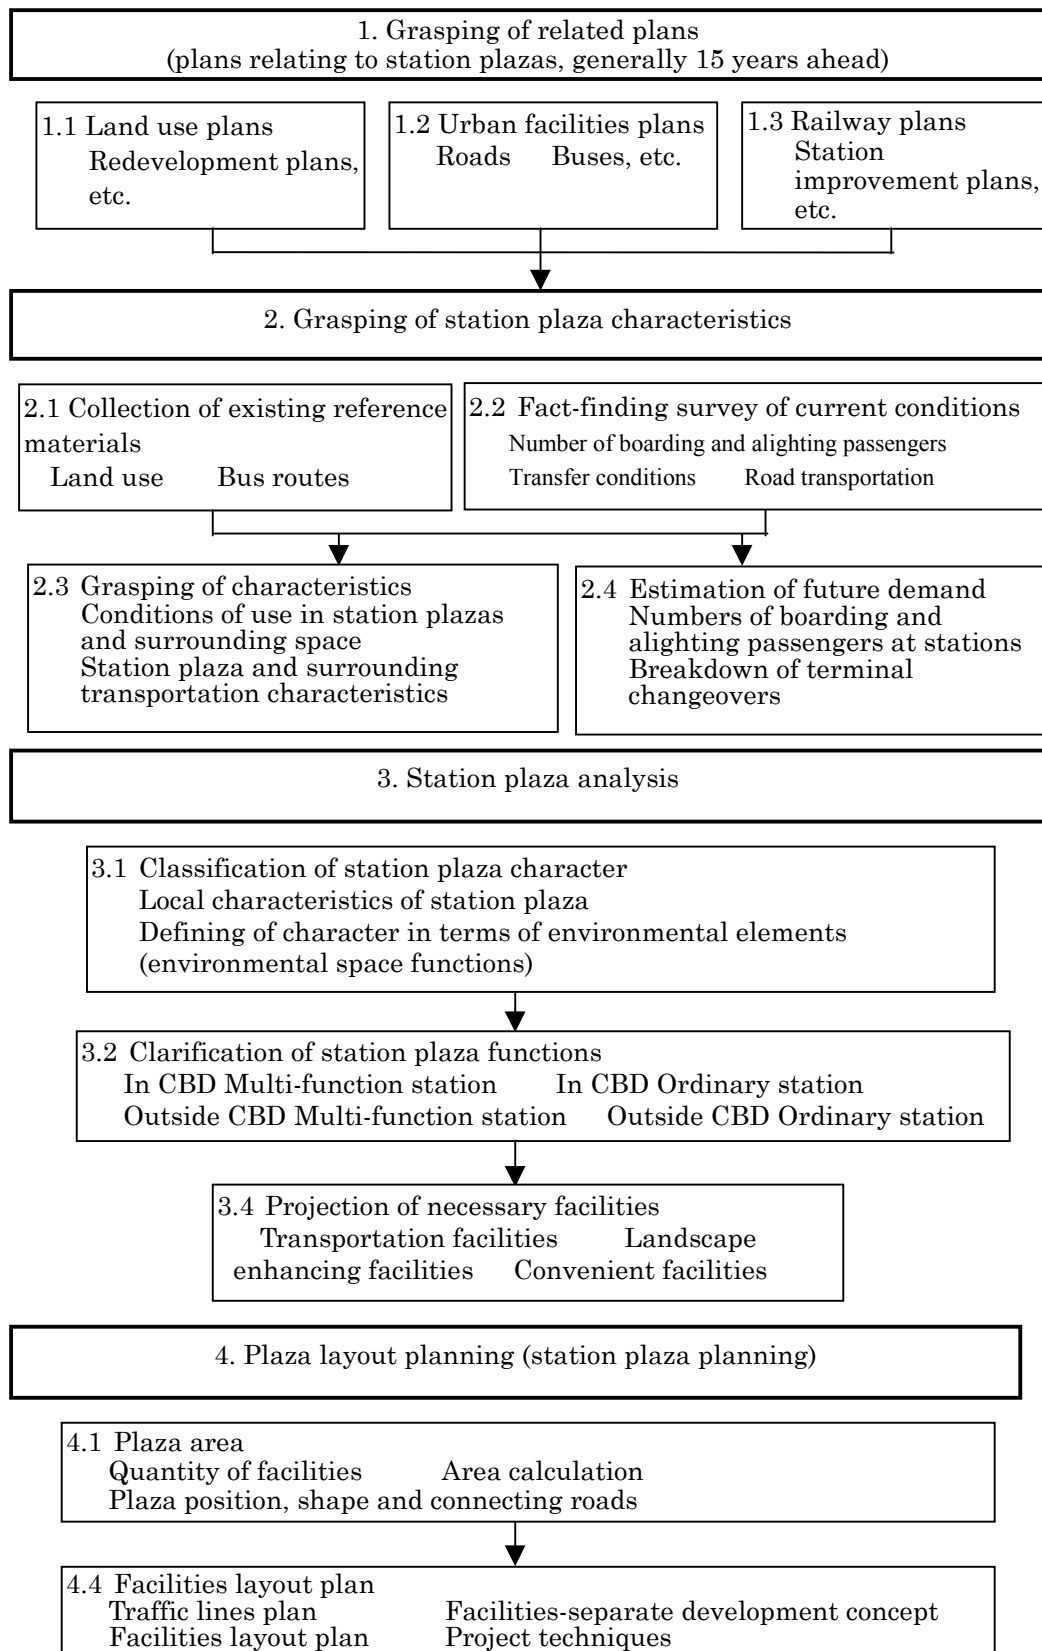 1. Grasping of related plans
(plans relating to station plazas, generally 15 years ahead)
1.1 Land use plans
Redevelopment plans,
etc.
1.2 Urban facilities plans
Roads Buses, etc.
1.3 Railway plans
Station
improvement plans,
etc.
2. Grasping of station plaza characteristics
2.1 Collection of existing reference
materials
Land use Bus routes
2.2 Fact-finding survey of current conditions
Number of boarding and alighting passengers
Transfer conditions Road transportation
2.3 Grasping of characteristics
Conditions of use in station plazas
and surrounding space
Station plaza and surrounding
transportation characteristics
2.4 Estimation of future demand
Numbers of boarding and
alighting passengers at stations
Breakdown of terminal
changeovers
3. Station plaza analysis
3.1 Classification of station plaza character
Local characteristics of station plaza
Defining of character in terms of environmental elements
(environmental space functions)
3.2 Clarification of station plaza functions
In CBD Multi-function station In CBD Ordinary station
Outside CBD Multi-function station Outside CBD Ordinary station
3.4 Projection of necessary facilities
Transportation facilities Landscape
enhancing facilities Convenient facilities
4. Plaza layout planning (station plaza planning)
4.1 Plaza area
Quantity of facilities Area calculation
Plaza position, shape and connecting roads
4.4 Facilities layout plan
Traffic lines plan Facilities-separate development concept
Facilities layout plan Project techniques